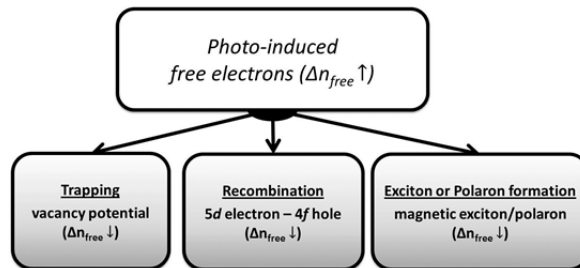 Photo-induced
free electrons (Δn_free ↑)
Trapping
vacancy potential
(Δn_free ↓)
Recombination
5d electron – 4f hole
(Δn_free ↓)
Exciton or Polaron formation
magnetic exciton/polaron
(Δn_free ↓)